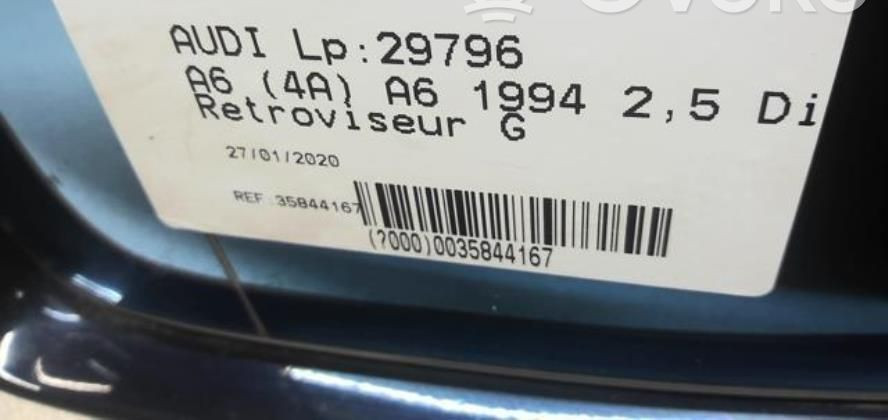 AUDI Lp:29796
A6 (4A) A6 1994 2,5 Di
Retroviseur G
27/01/2020
REF 35844167
(?000)0035844167